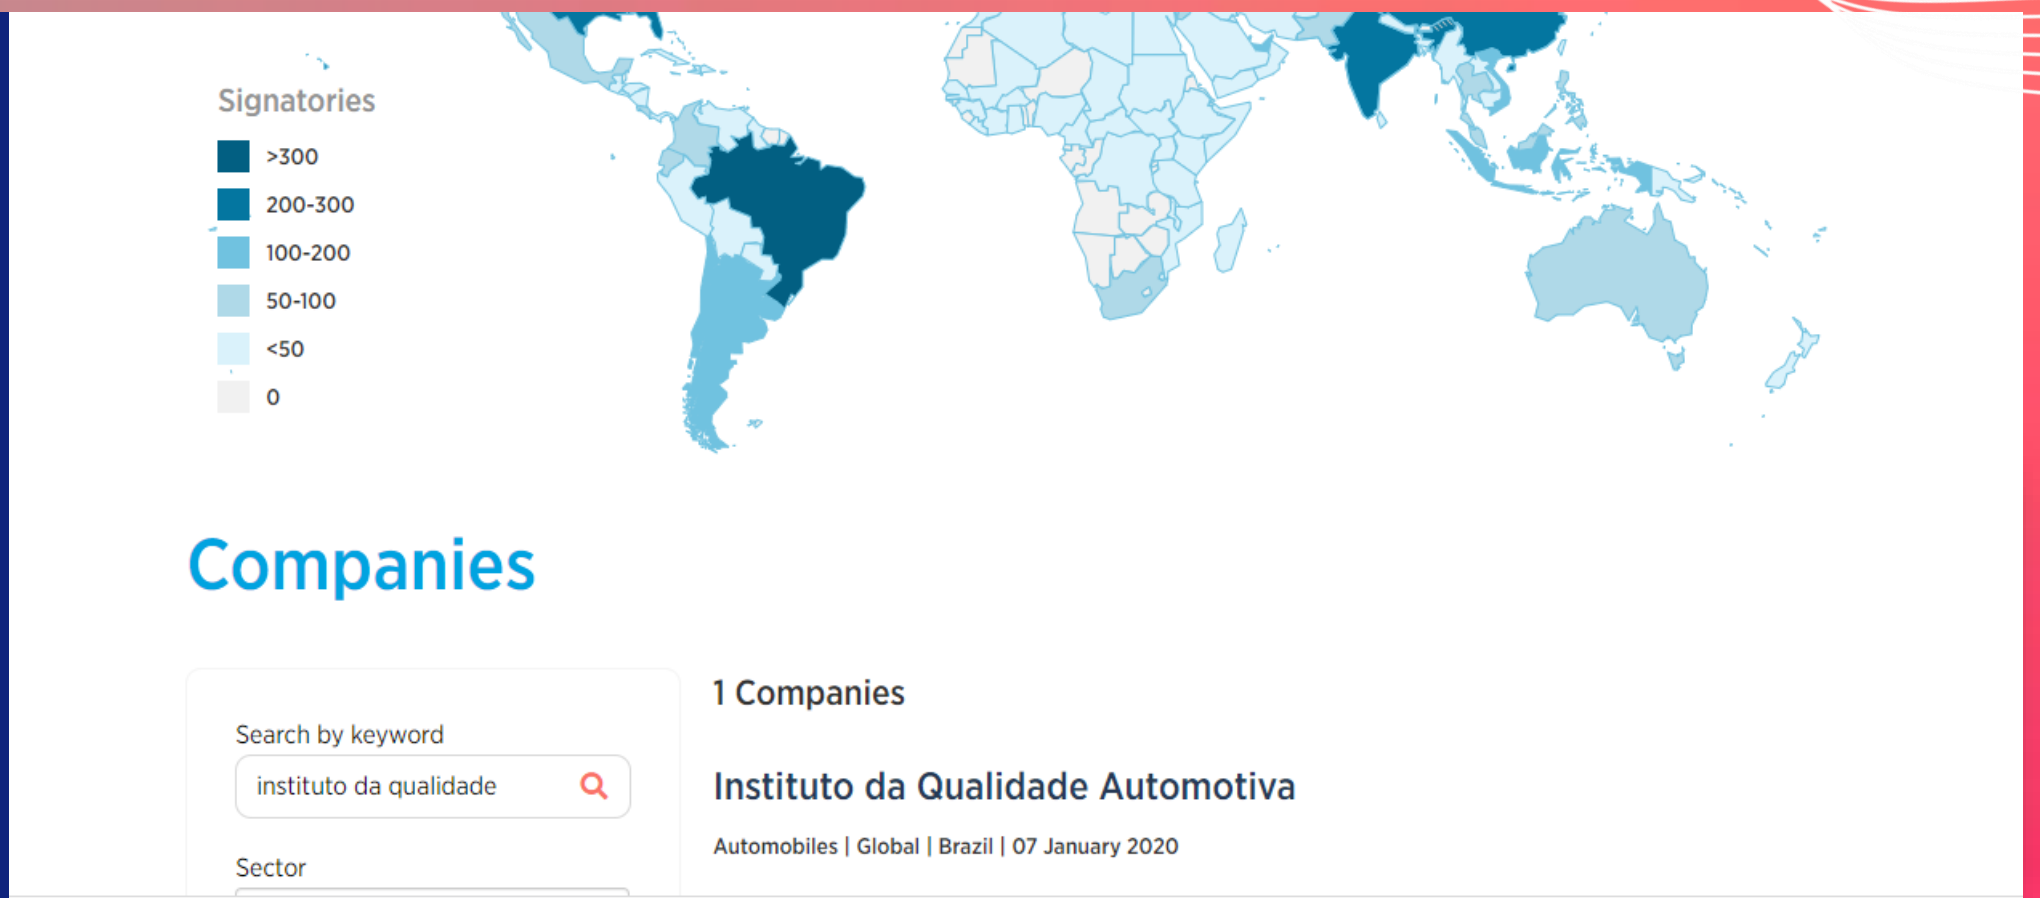 Signatories
>300
200-300
100-200
50-100
<50
0
Companies
Search by keyword
instituto da qualidade
Sector
1 Companies
Instituto da Qualidade Automotiva
Automobiles | Global | Brazil | 07 January 2020